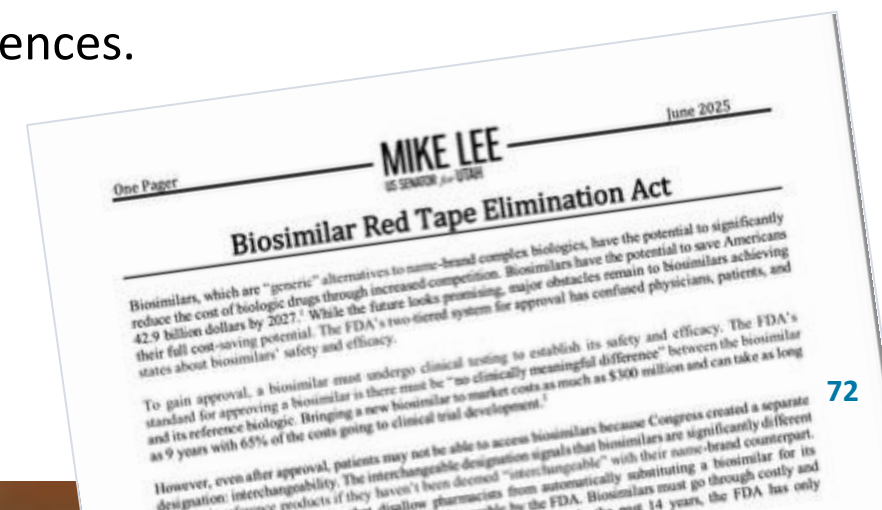 ences.
June 2025
MIKE LEE
US SENATOR for UTAH
One Pager
Biosimilar Red Tape Elimination Act
Biosimilars, which are “generic” alternatives to name-brand complex biologics, have the potential to significantly
reduce the cost of biologic drugs through increased competition. Biosimilars have the potential to save Americans
42.9 billion dollars by 2027.¹ While the future looks promising, major obstacles remain to biosimilars achieving
their full cost-saving potential. The FDA’s two-tiered system for approval has confused physicians, patients, and
states about biosimilars’ safety and efficacy.
To gain approval, a biosimilar must undergo clinical testing to establish its safety and efficacy. The FDA’s
standard for approving a biosimilar is there must be “no clinically meaningful difference” between the biosimilar
and its reference biologic. Bringing a new biosimilar to market costs as much as $300 million and can take as long
as 9 years with 65% of the costs going to clinical trial development.
72
However, even after approval, patients may not be able to access biosimilars because Congress created a separate
designation: interchangeability. The interchangeable designation signals that biosimilars are significantly different
reference products if they haven’t been deemed “interchangeable” with their name-brand counterpart.
disallow pharmacists from automatically substituting a biosimilar for its
by the FDA. Biosimilars must go through costly and
past 14 years, the FDA has only